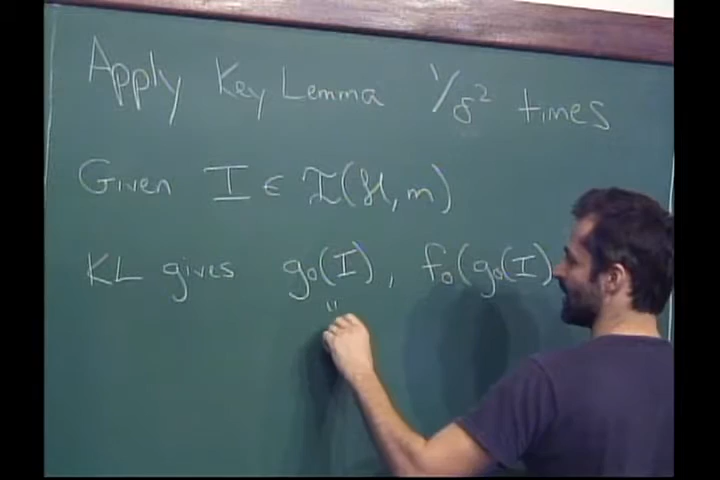 Apply Key Lemma 1/δ² times
Given I ∈ I(H, m)
KL gives g₀(I), f₀(g₀(I)
"